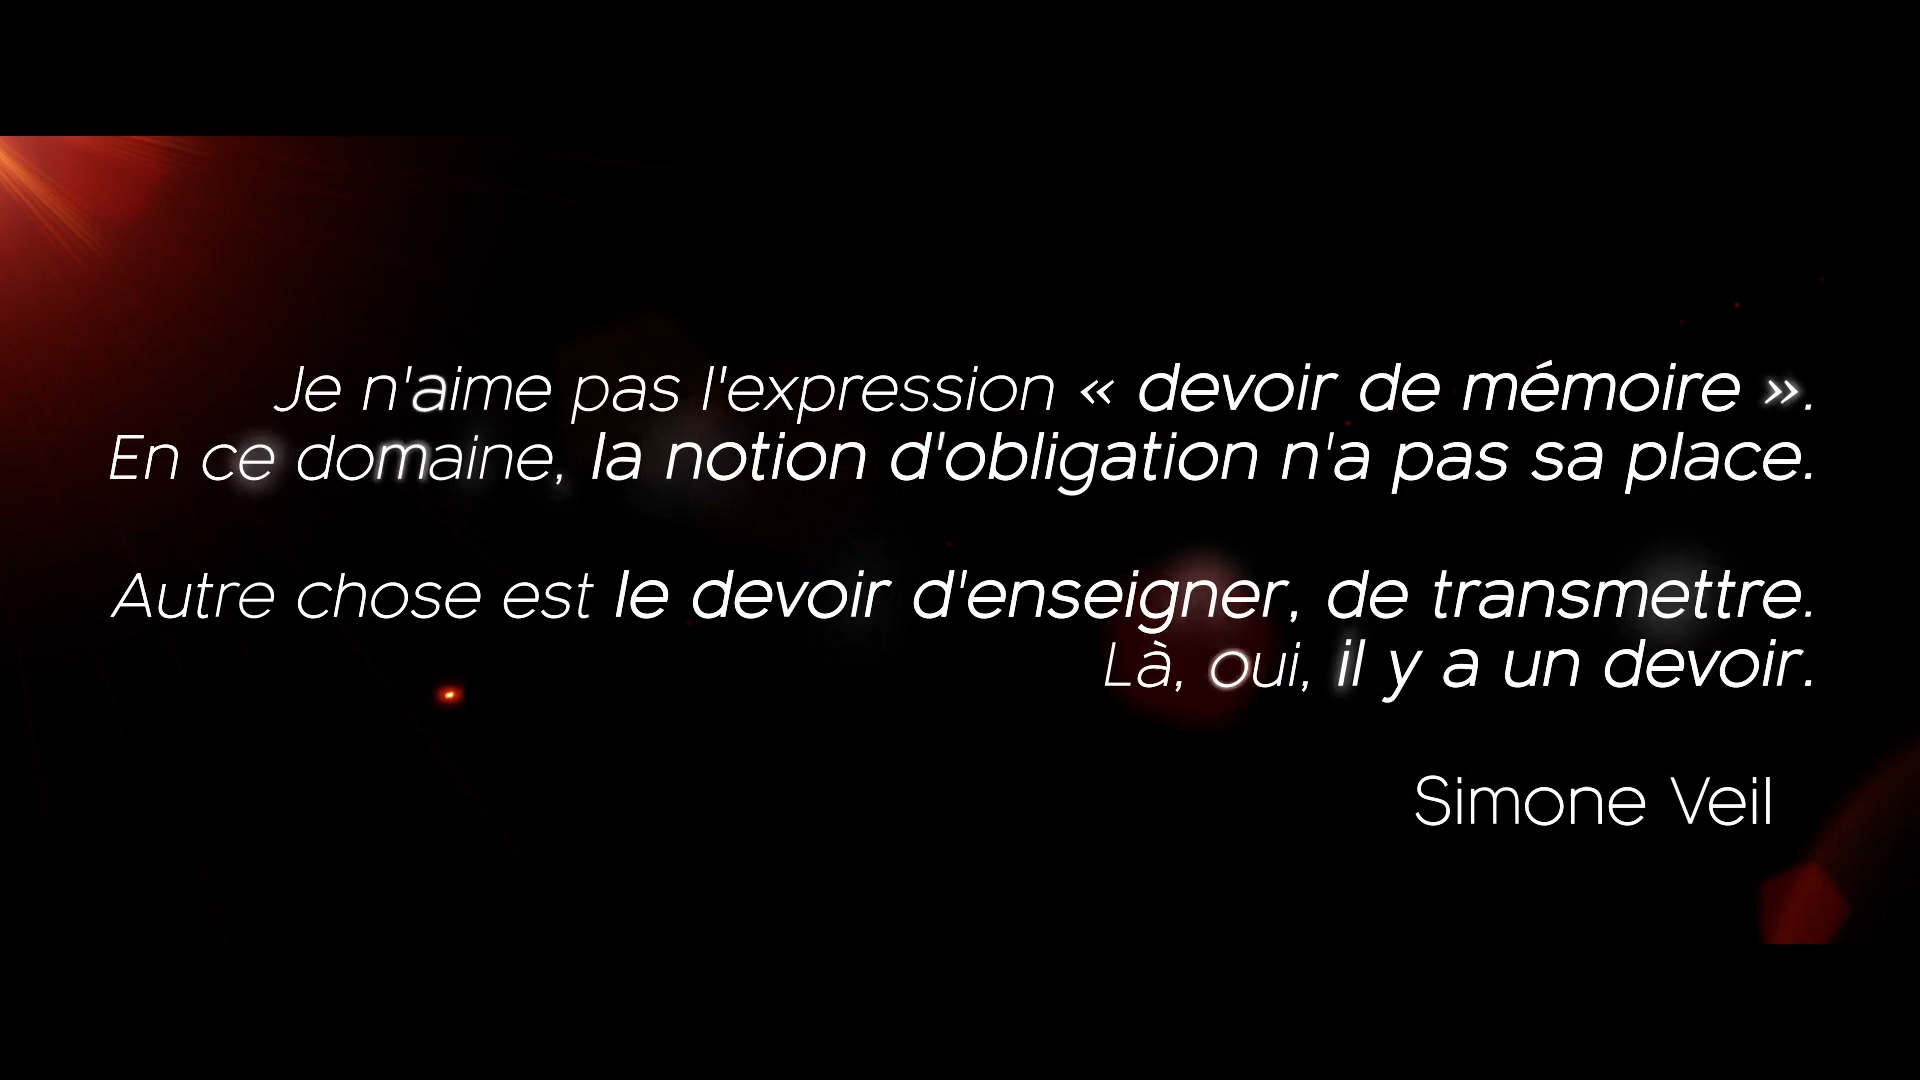 Je n'aime pas l'expression « devoir de mémoire ».
En ce domaine, la notion d'obligation n'a pas sa place.
Autre chose est le devoir d'enseigner, de transmettre.
Là, oui, il y a un devoir.
Simone Veil